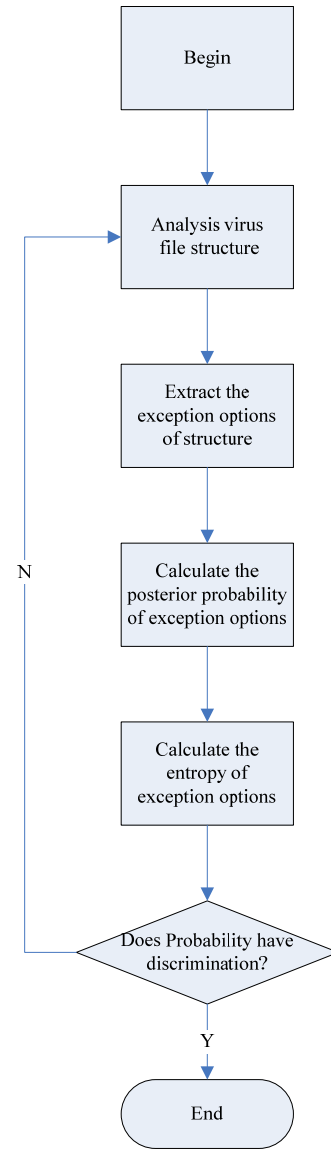 Begin
Analysis virus
file structure
Extract the
exception options
of structure
N
Calculate the
posterior probability
of exception options
Calculate the
entropy of
exception options
Does Probability have
discrimination?
Y
End